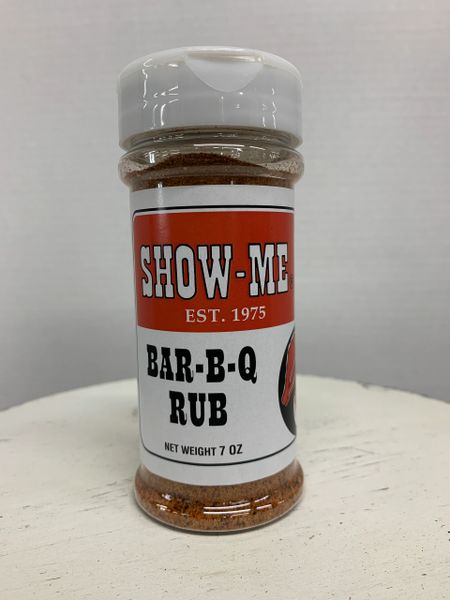 SHOW-ME
EST. 1975
BAR-B-Q
RUB
NET WEIGHT 7 OZ